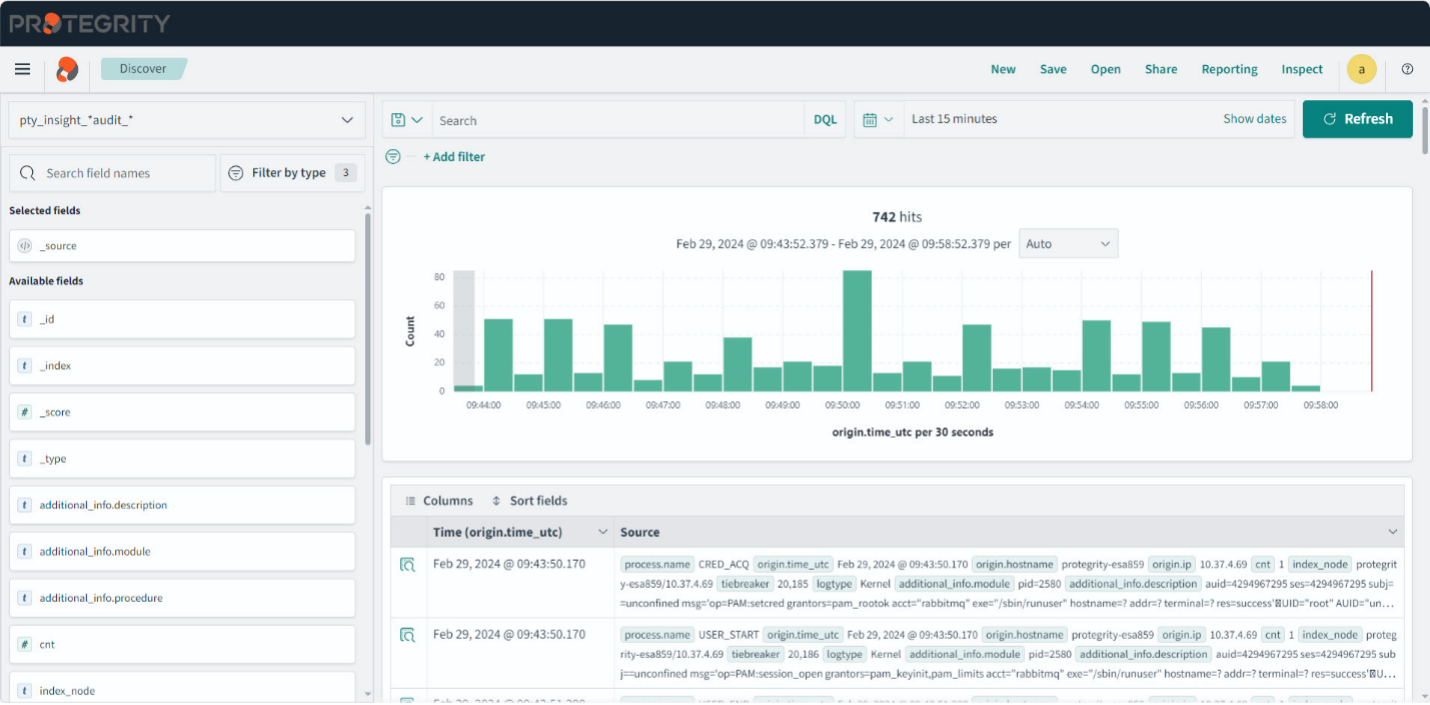 PROTEGRITY
Discover
New Save Open Share Reporting Inspect a
pty_insight_*audit_*
Search DQL Last 15 minutes Show dates Refresh
+ Add filter
Search field names Filter by type 3
Selected fields
_source
Available fields
_id
_index
_score
_type
additional_info.description
additional_info.module
additional_info.procedure
cnt
index_node
742 hits
Feb 29, 2024 @ 09:43:52.379 - Feb 29, 2024 @ 09:58:52.379 per Auto
Count
80
60
40
20
0
09:44:00 09:45:00 09:46:00 09:47:00 09:48:00 09:49:00 09:50:00 09:51:00 09:52:00 09:53:00 09:54:00 09:55:00 09:56:00 09:57:00 09:58:00
origin.time_utc per 30 seconds
Columns Sort fields
Time (origin.time_utc) Source
Feb 29, 2024 @ 09:43:50.170 process.name CRED_ACQ origin.time_utc Feb 29, 2024 @ 09:43:50.170 origin.hostname protegrity-esa859 origin.ip 10.37.4.69 cnt 1 index_node protegrit
y-esa859/10.37.4.69 tiebreaker 20,185 logtype Kernel additional_info.module pid=2580 additional_info.description auid=4294967295 ses=4294967295 subj=
=unconfined msg='op=PAM:setcred grantors=pam_rootok acct="rabbitmq" exe="/sbin/runuser" hostname=? addr=? terminal=? res=success'UID="root" AUID="un...
Feb 29, 2024 @ 09:43:50.170 process.name USER_START origin.time_utc Feb 29, 2024 @ 09:43:50.170 origin.hostname protegrity-esa859 origin.ip 10.37.4.69 cnt 1 index_node proteg
rity-esa859/10.37.4.69 tiebreaker 20,186 logtype Kernel additional_info.module pid=2580 additional_info.description auid=4294967295 ses=4294967295 sub
j==unconfined msg='op=PAM:session_open grantors=pam_keyinit,pam_limits acct="rabbitmq" exe="/sbin/runuser" hostname=? addr=? terminal=? res=success'U...